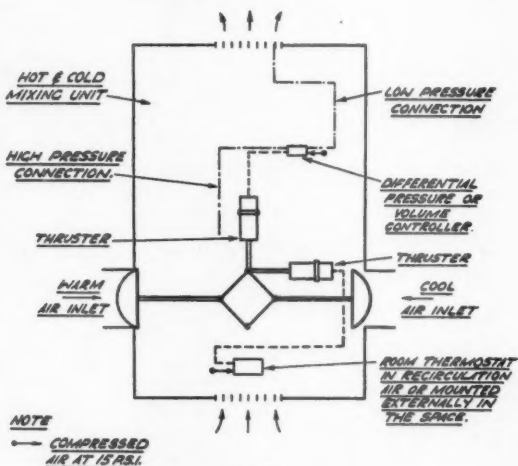 HOT & COLD
MIXING UNIT
LOW PRESSURE
CONNECTION
HIGH PRESSURE
CONNECTION.
DIFFERENTIAL
PRESSURE OR
VOLUME
CONTROLLER.
THRUSTER
THRUSTER
WARM
AIR INLET
COOL
AIR INLET
ROOM THERMOSTAT
IN RECIRCULATION
AIR OR MOUNTED
EXTERNALLY IN
THE SPACE.
NOTE
COMPRESSED
AIR AT 15 P.S.I.